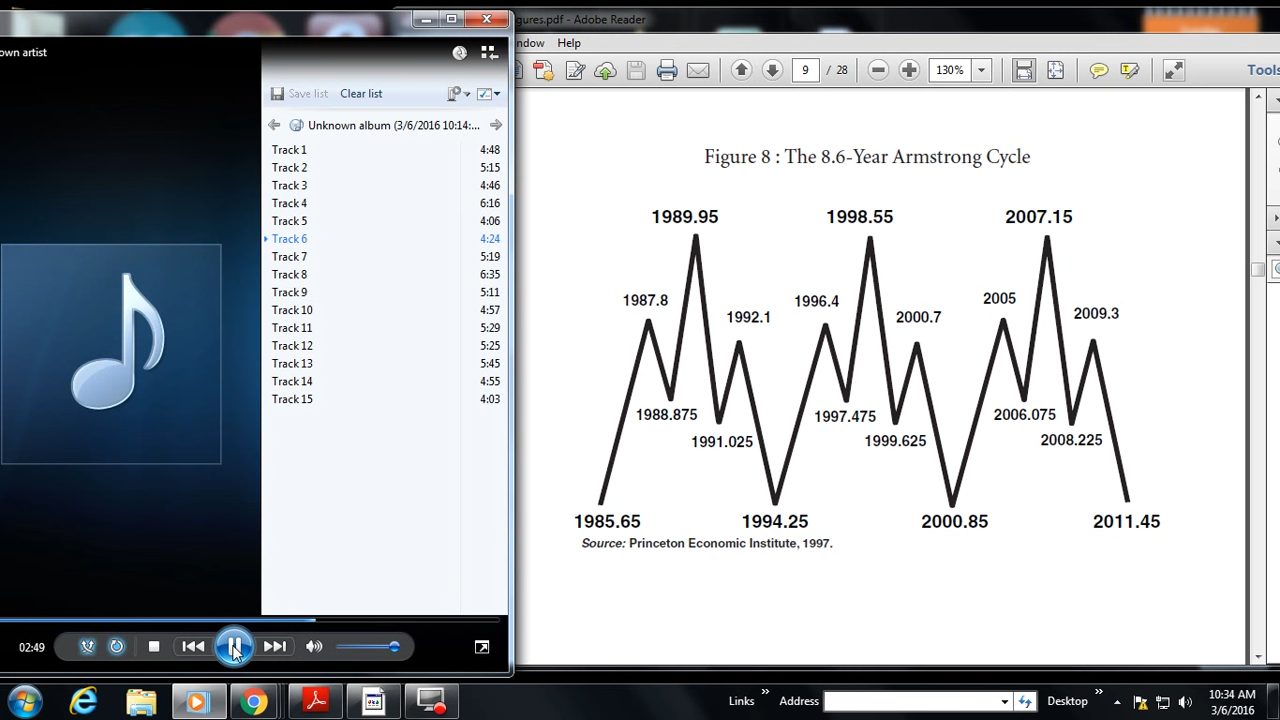 own artist
Save list Clear list
Unknown album (3/6/2016 10:14:...
Track 1 4:48
Track 2 5:15
Track 3 4:46
Track 4 6:16
Track 5 4:06
Track 6 4:24
Track 7 5:19
Track 8 6:35
Track 9 5:11
Track 10 4:57
Track 11 5:29
Track 12 5:25
Track 13 5:45
Track 14 4:55
Track 15 4:03
02:49
gures.pdf - Adobe Reader
ndow Help
9 / 28 130% Tools
Figure 8 : The 8.6-Year Armstrong Cycle
1989.95 1998.55 2007.15
1987.8 1996.4 2005
1992.1 2000.7 2009.3
1988.875 1997.475 2006.075
1991.025 1999.625 2008.225
1985.65 1994.25 2000.85 2011.45
Source: Princeton Economic Institute, 1997.
Links » Address Desktop » 10:34 AM
3/6/2016